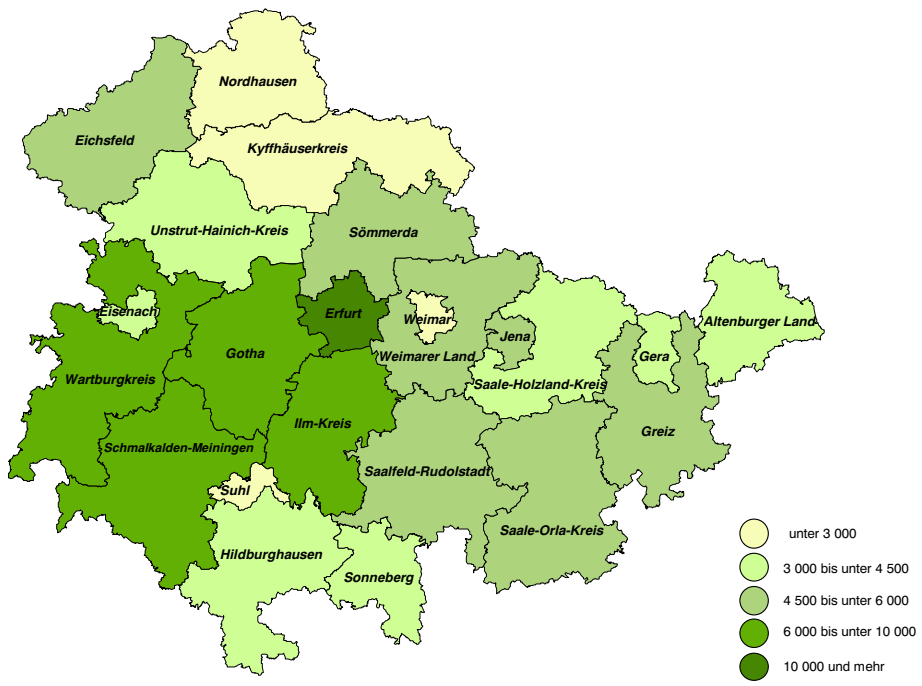 Nordhausen
Eichsfeld
Kyffhäuserkreis
Unstrut-Hainich-Kreis
Sömmerda
Eisenach
Erfurt
Weimar
Altenburger Land
Jena
Gotha
Weimarer Land
Gera
Wartburgkreis
Saale-Holzland-Kreis
Ilm-Kreis
Greiz
Schmalkalden-Meiningen
Saalfeld-Rudolstadt
Suhl
Saale-Orla-Kreis
Hildburghausen
Sonneberg
unter 3 000
3 000 bis unter 4 500
4 500 bis unter 6 000
6 000 bis unter 10 000
10 000 und mehr